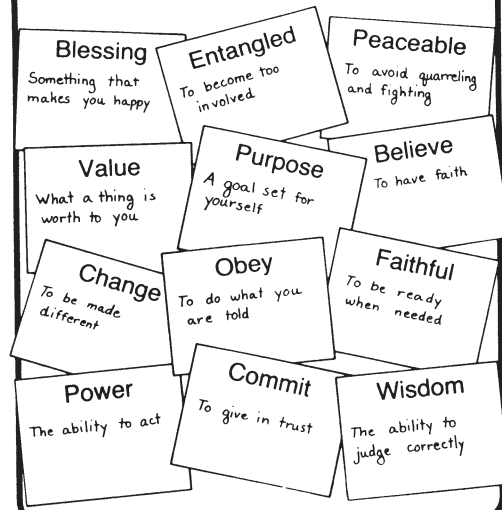 Blessing
Something that
makes you happy
Entangled
To become too
involved
Peaceable
To avoid quarreling
and fighting
Value
What a thing is
worth to you
Purpose
A goal set for
yourself
Believe
To have faith
Change
To be made
different
Obey
To do what you
are told
Faithful
To be ready
when needed
Power
The ability to act
Commit
To give in trust
Wisdom
The ability to
judge correctly